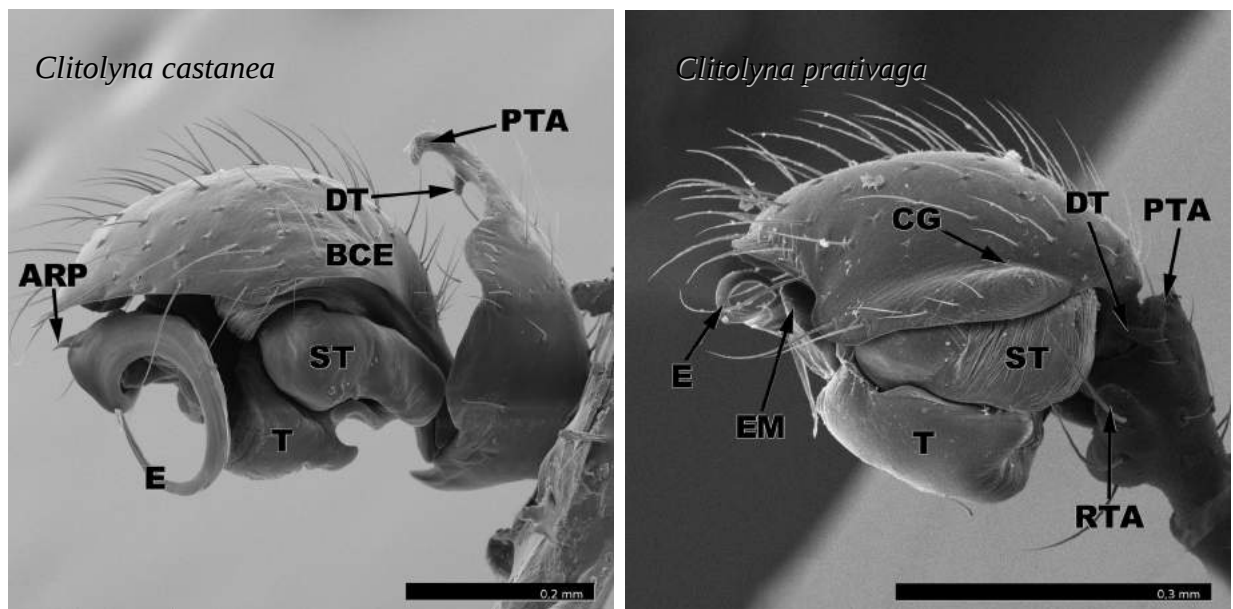 Clitolyna castanea
PTA
DT
BCE
ARP
ST
T
E
0,2 mm
Clitolyna prativaga
CG
DT
PTA
ST
E
EM
T
RTA
0,3 mm